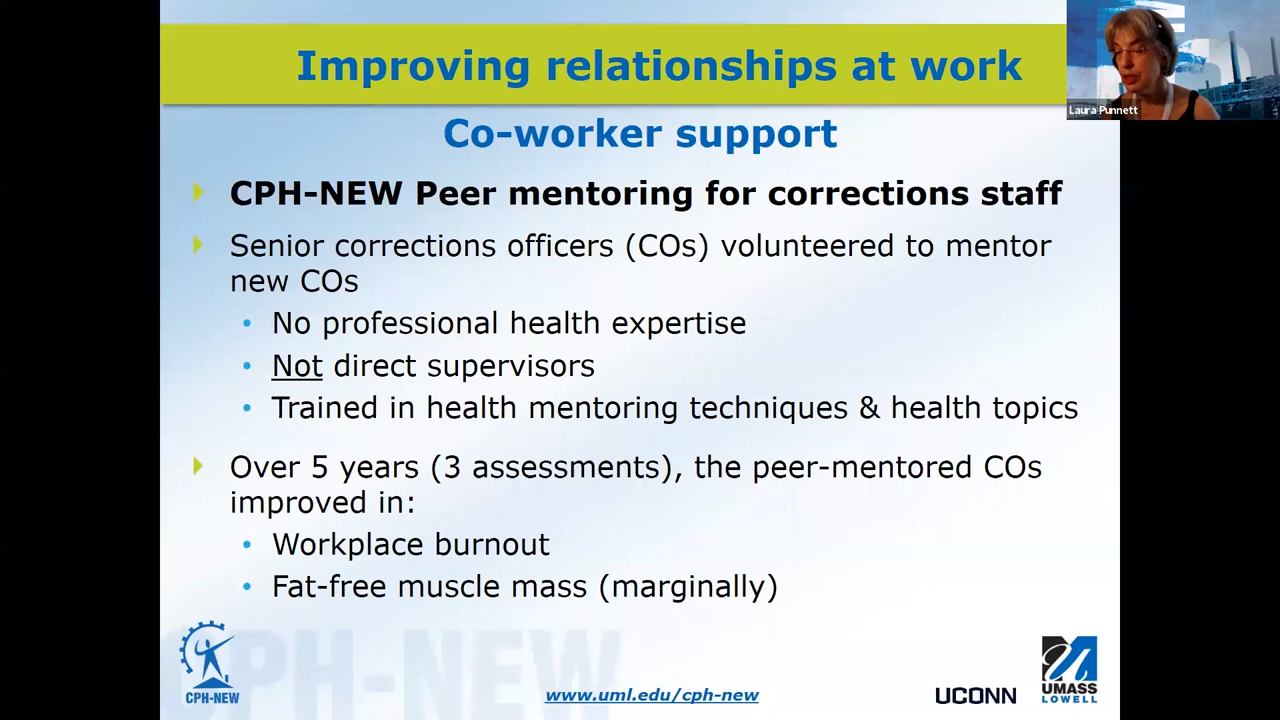 Improving relationships at work
Laura Punnett
Co-worker support
CPH-NEW Peer mentoring for corrections staff
Senior corrections officers (COs) volunteered to mentor
new COs
No professional health expertise
Not direct supervisors
Trained in health mentoring techniques & health topics
Over 5 years (3 assessments), the peer-mentored COs
improved in:
Workplace burnout
Fat-free muscle mass (marginally)
CPH-NEW
CPH-NEW
www.uml.edu/cph-new
UCONN
UMASS
LOWELL